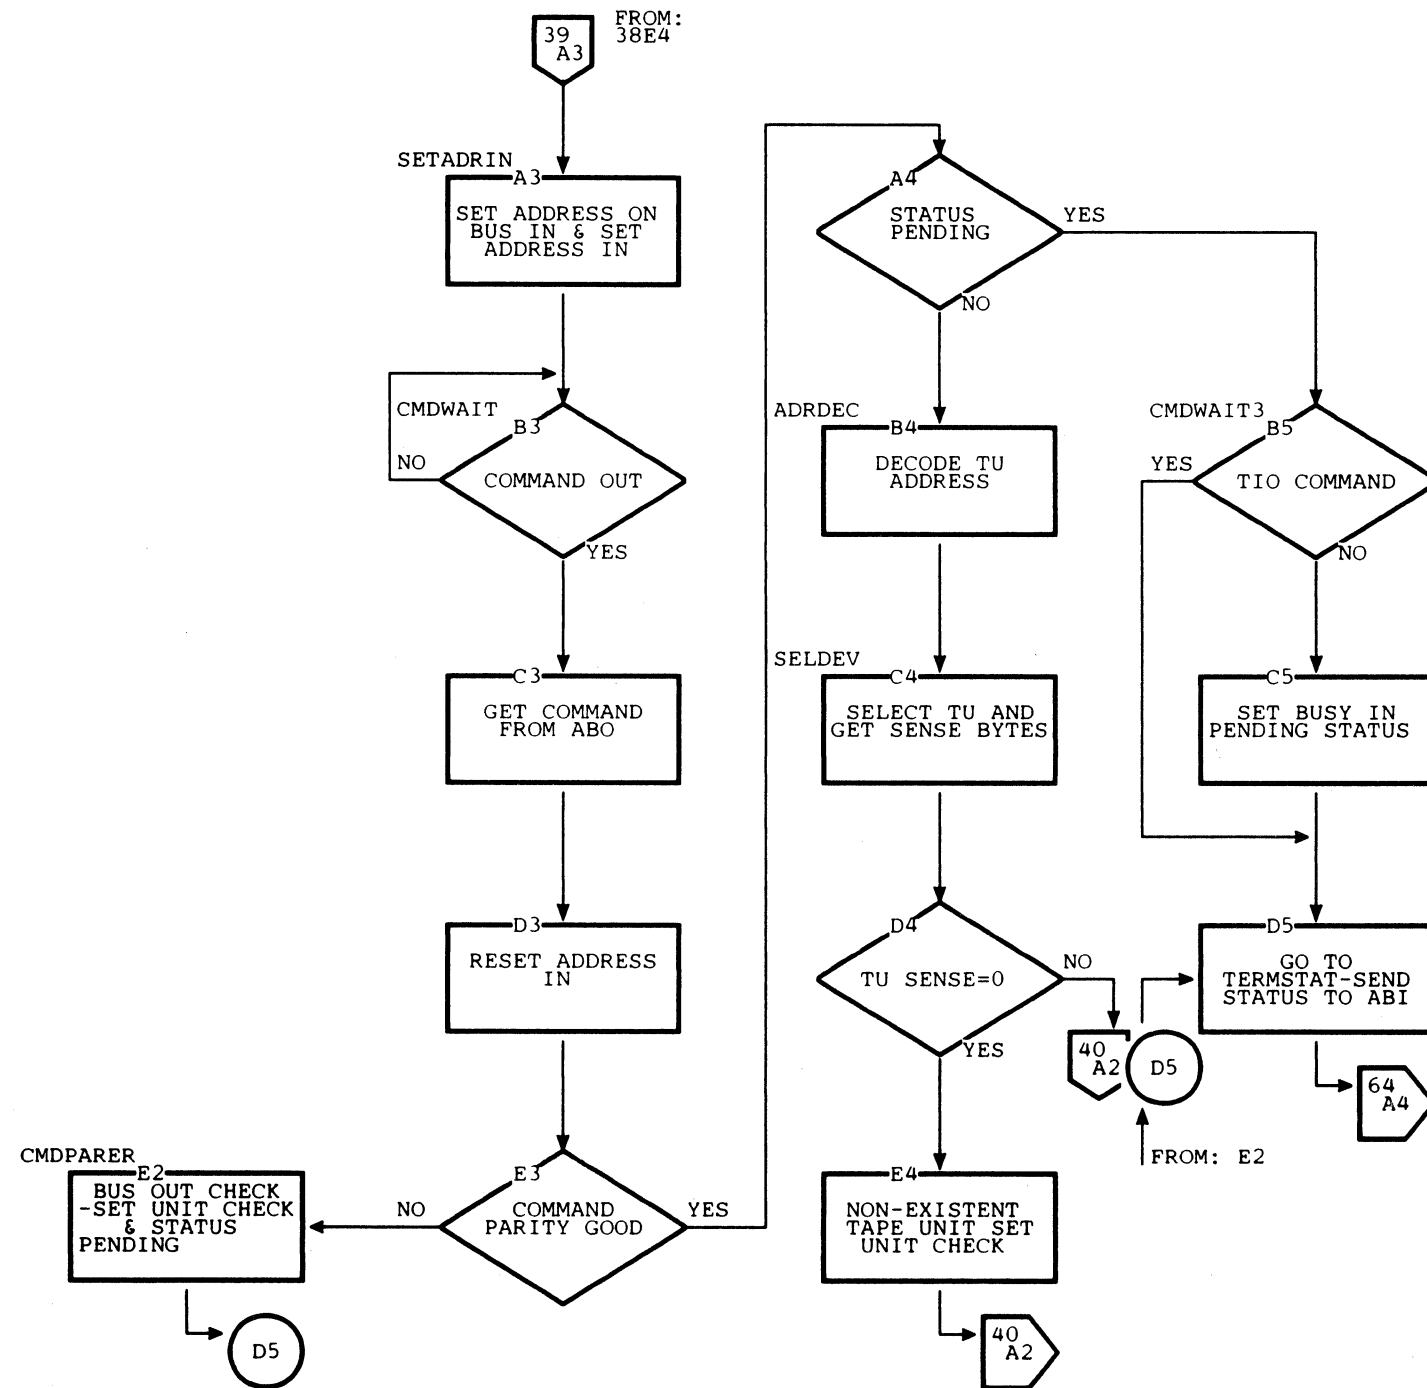 39
A3
FROM:
38E4
SETADRIN
A3
SET ADDRESS ON
BUS IN & SET
ADDRESS IN
CMDWAIT
B3
NO
COMMAND OUT
YES
C3
GET COMMAND
FROM ABO
D3
RESET ADDRESS
IN
E3
COMMAND
PARITY GOOD
NO
YES
CMDPARER
E2
BUS OUT CHECK
-SET UNIT CHECK
& STATUS
PENDING
D5
A4
STATUS
PENDING
YES
NO
ADRDEC
B4
DECODE TU
ADDRESS
SELDEV
C4
SELECT TU AND
GET SENSE BYTES
D4
TU SENSE=0
NO
YES
40
A2
E4
NON-EXISTENT
TAPE UNIT SET
UNIT CHECK
40
A2
CMDWAIT3
B5
YES
TIO COMMAND
NO
C5
SET BUSY IN
PENDING STATUS
D5
GO TO
TERMSTAT-SEND
STATUS TO ABI
D5
FROM: E2
64
A4